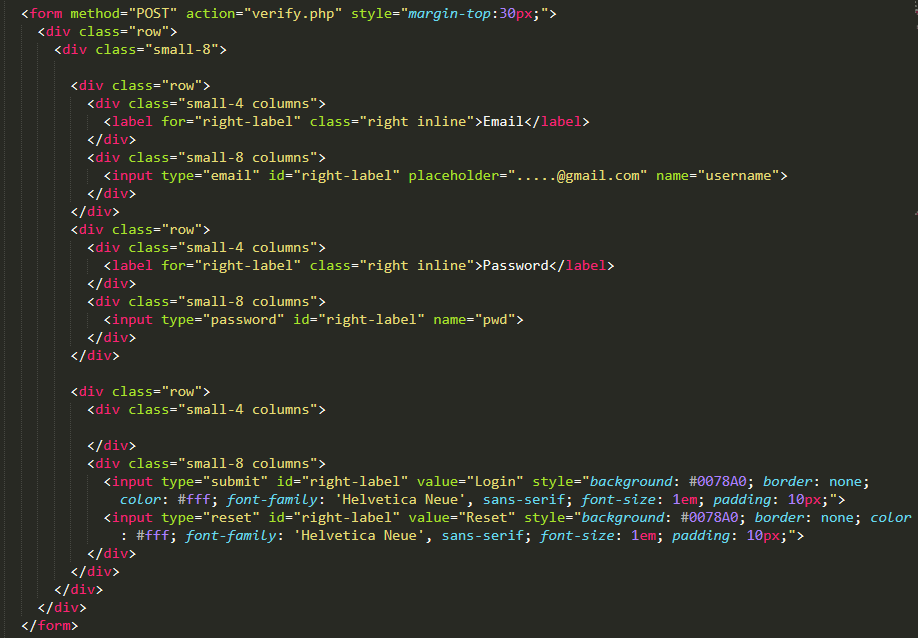 <form method="POST" action="verify.php" style="margin-top:30px;">
<div class="row">
<div class="small-8">
<div class="row">
<div class="small-4 columns">
<label for="right-label" class="right inline">Email</label>
</div>
<div class="small-8 columns">
<input type="email" id="right-label" placeholder=".....@gmail.com" name="username">
</div>
</div>
<div class="row">
<div class="small-4 columns">
<label for="right-label" class="right inline">Password</label>
</div>
<div class="small-8 columns">
<input type="password" id="right-label" name="pwd">
</div>
</div>
<div class="row">
<div class="small-4 columns">
</div>
<div class="small-8 columns">
<input type="submit" id="right-label" value="Login" style="background: #0078A0; border: none;
color: #fff; font-family: 'Helvetica Neue', sans-serif; font-size: 1em; padding: 10px;">
<input type="reset" id="right-label" value="Reset" style="background: #0078A0; border: none; color
: #fff; font-family: 'Helvetica Neue', sans-serif; font-size: 1em; padding: 10px;">
</div>
</div>
</div>
</div>
</form>